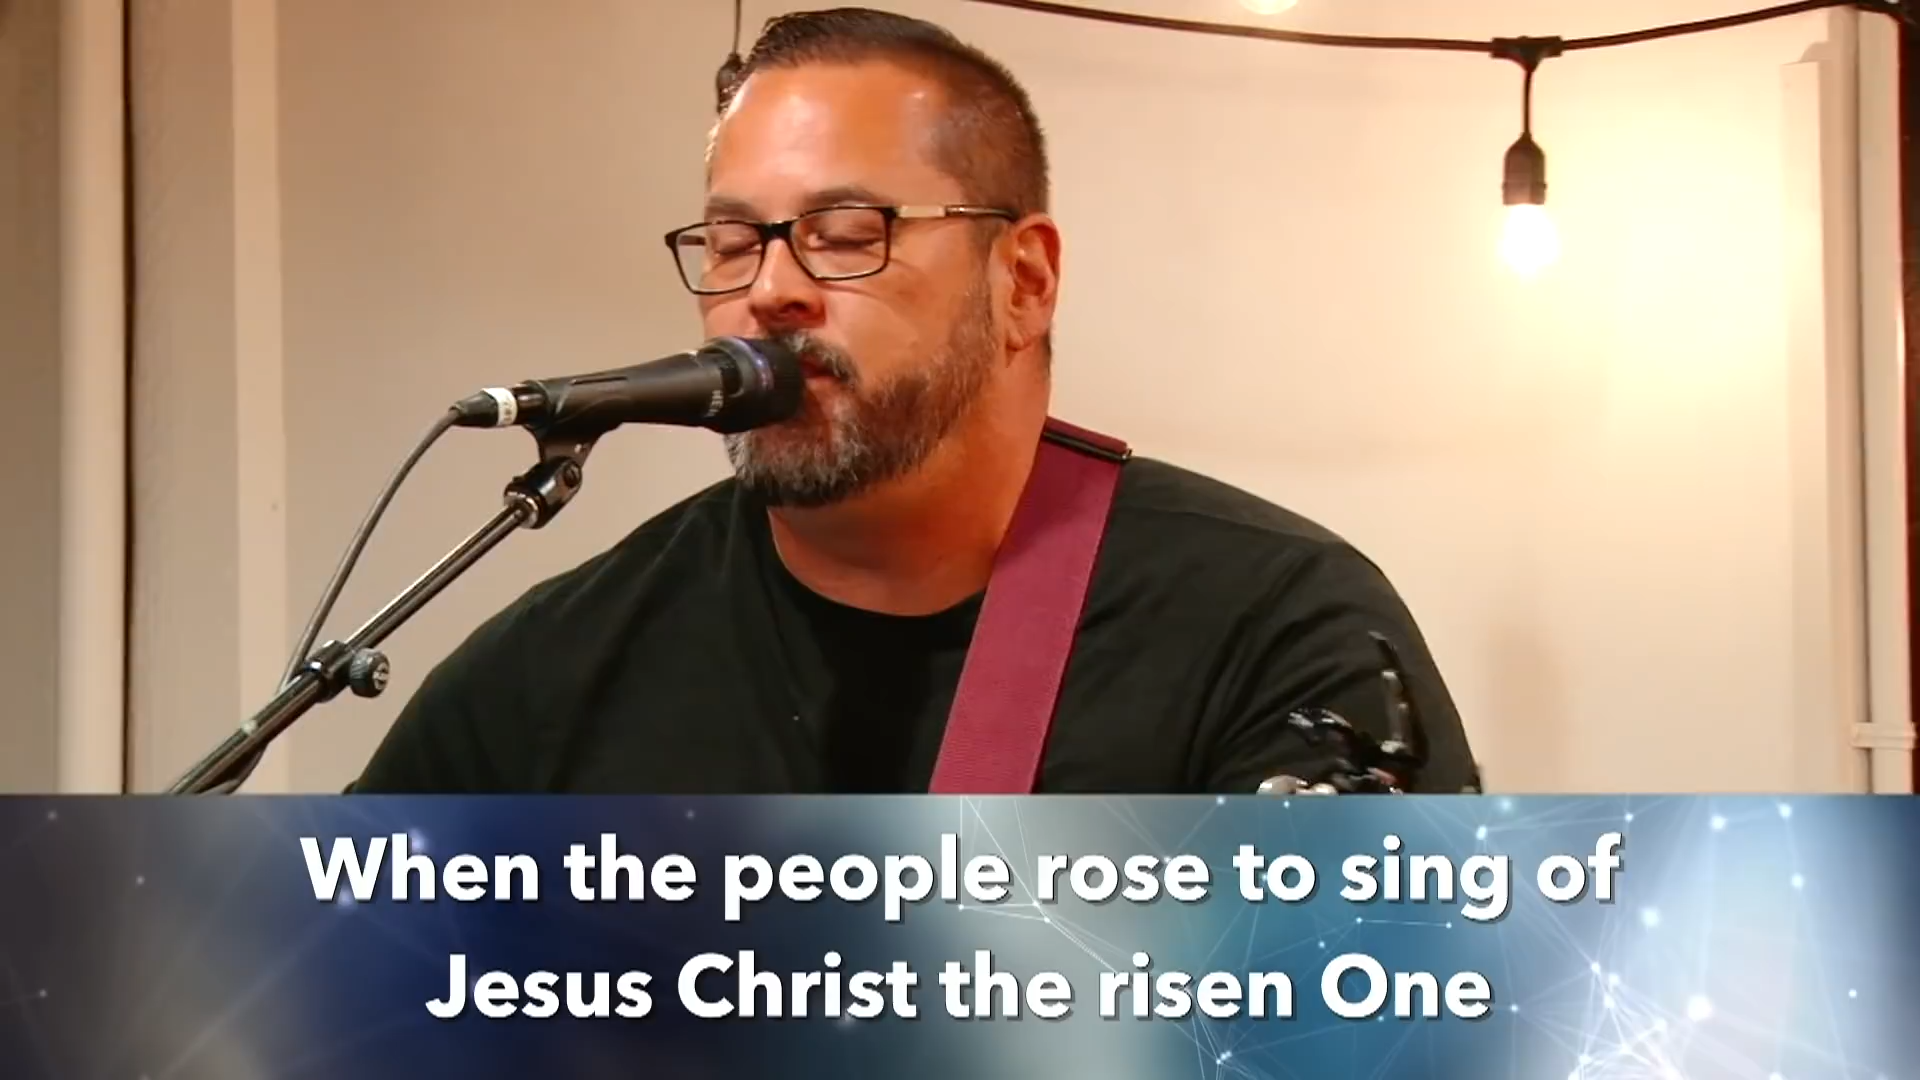 When the people rose to sing of
Jesus Christ the risen One